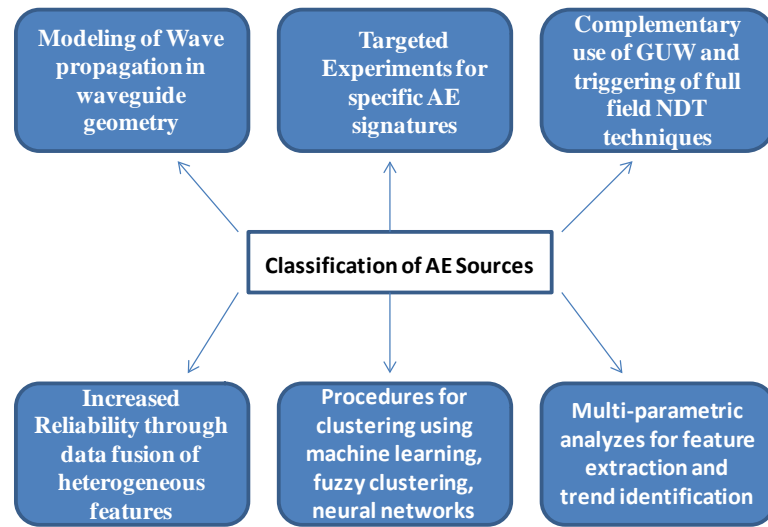 Modeling of Wave
propagation in
waveguide
geometry
Targeted
Experiments for
specific AE
signatures
Complementary
use of GUW and
triggering of full
field NDT
techniques
Classification of AE Sources
Increased
Reliability through
data fusion of
heterogeneous
features
Procedures for
clustering using
machine learning,
fuzzy clustering,
neural networks
Multi-parametric
analyzes for feature
extraction and
trend identification